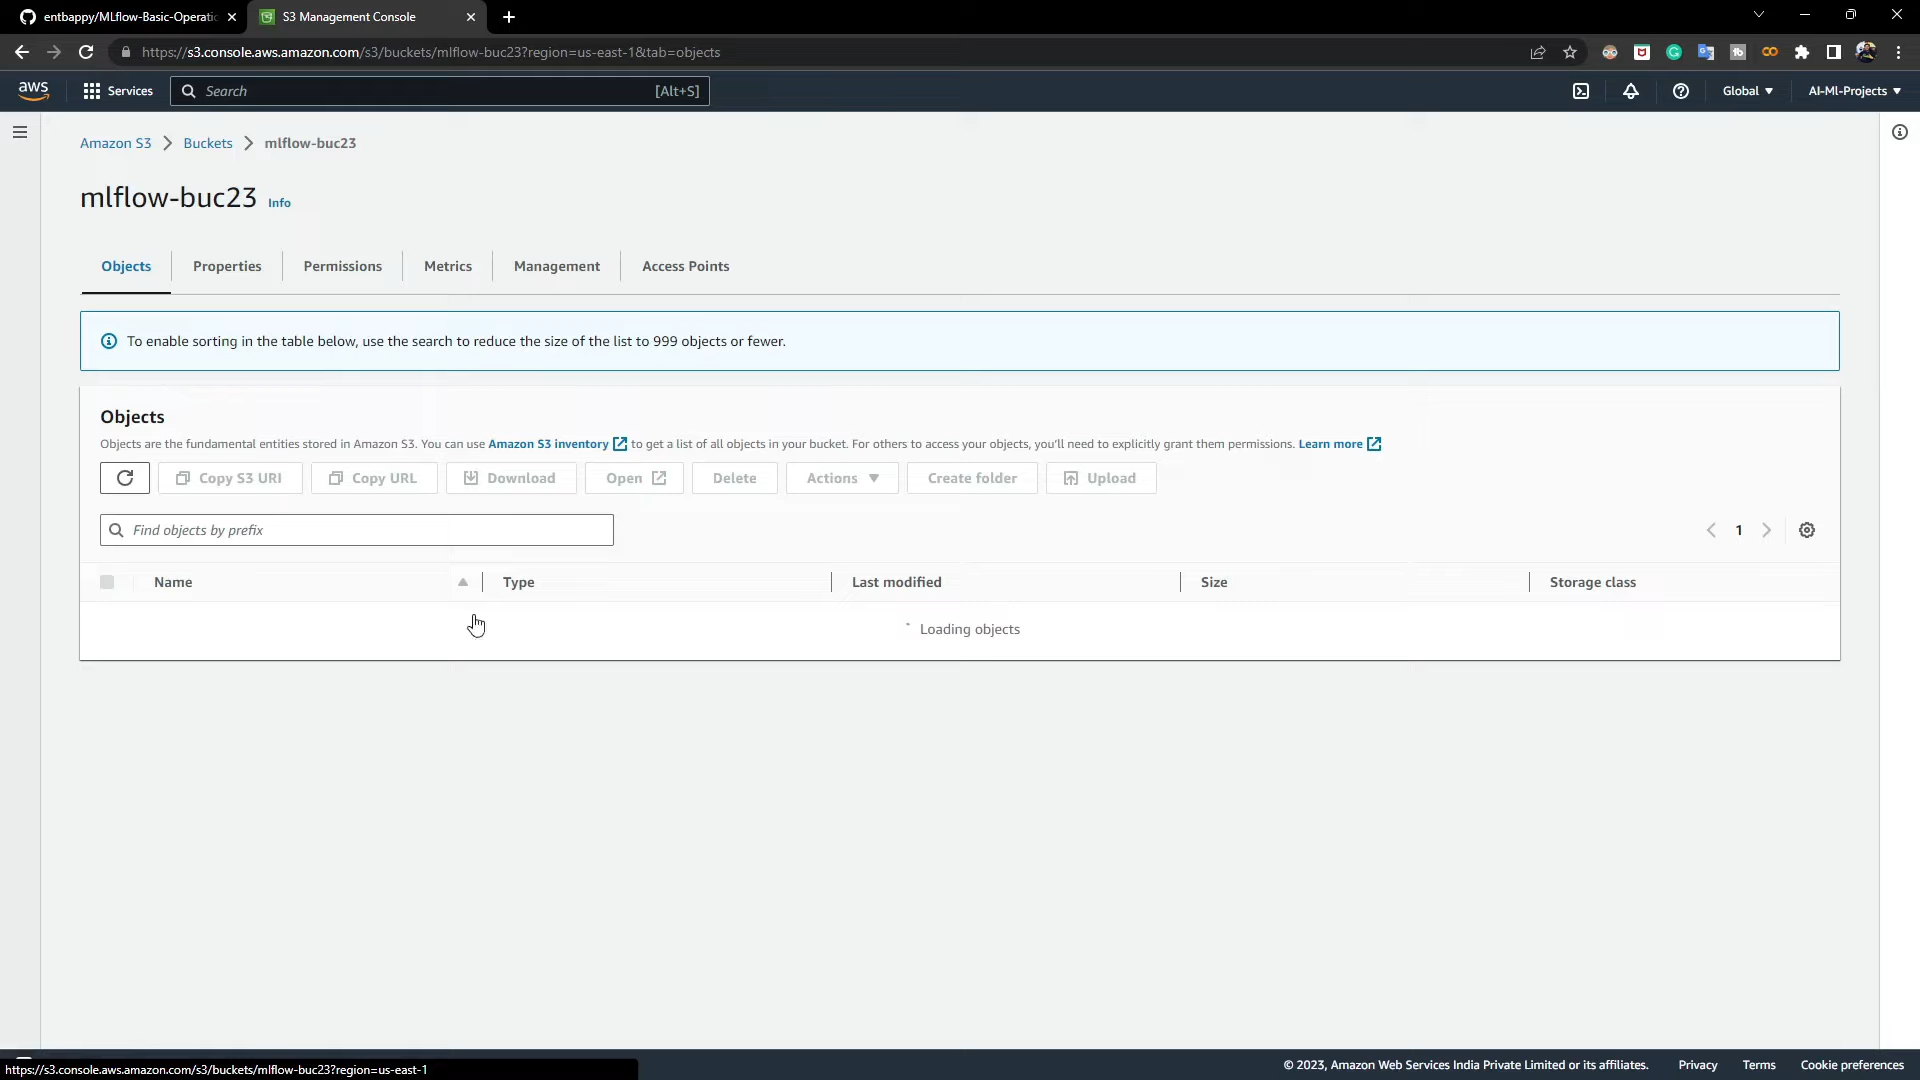 entbappy/MLflow-Basic-Operatic
S3 Management Console
https://s3.console.aws.amazon.com/s3/buckets/mlflow-buc23?region=us-east-1&tab=objects
aws
Services
Search
[Alt+S]
Global
AI-Ml-Projects
Amazon S3
Buckets
mlflow-buc23
mlflow-buc23
Info
Objects
Properties
Permissions
Metrics
Management
Access Points
To enable sorting in the table below, use the search to reduce the size of the list to 999 objects or fewer.
Objects
Objects are the fundamental entities stored in Amazon S3. You can use Amazon S3 inventory to get a list of all objects in your bucket. For others to access your objects, you'll need to explicitly grant them permissions. Learn more
Copy S3 URI
Copy URL
Download
Open
Delete
Actions
Create folder
Upload
Find objects by prefix
1
Name
Type
Last modified
Size
Storage class
Loading objects
© 2023, Amazon Web Services India Private Limited or its affiliates.
Privacy
Terms
Cookie preferences
https://s3.console.aws.amazon.com/s3/buckets/mlflow-buc23?region=us-east-1